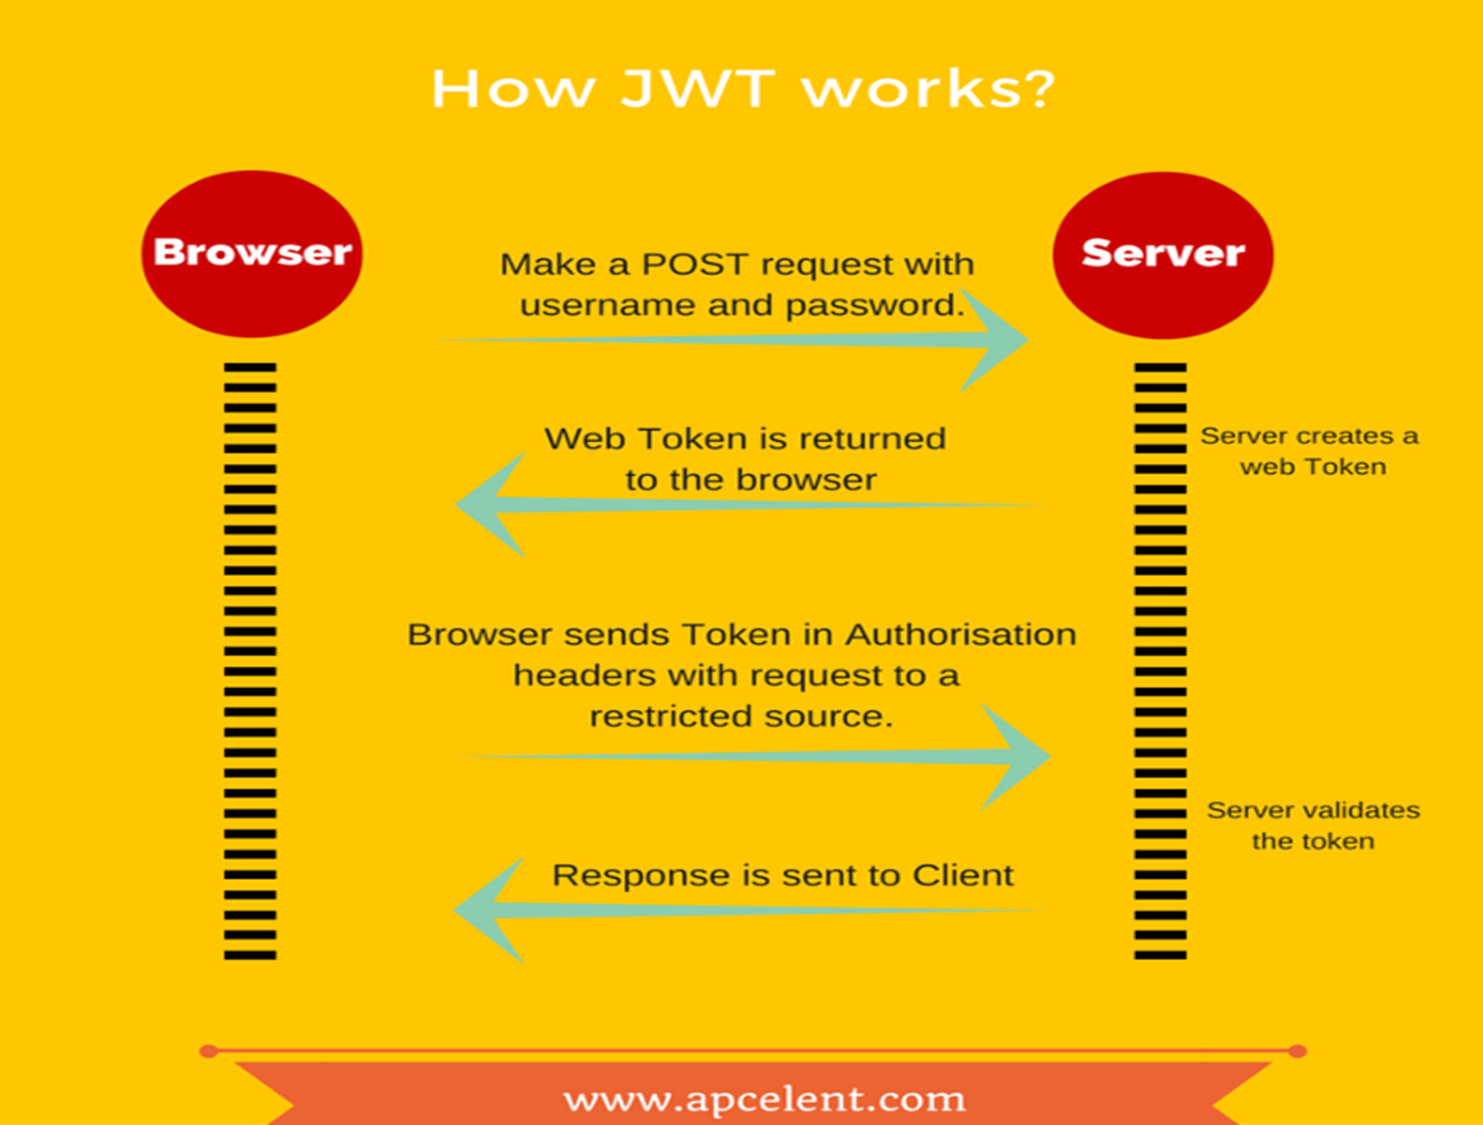 How JWT works?
Browser
Server
Make a POST request with
username and password.
Web Token is returned
to the browser
Server creates a
web Token
Browser sends Token in Authorisation
headers with request to a
restricted source.
Server validates
the token
Response is sent to Client
www.apcelent.com